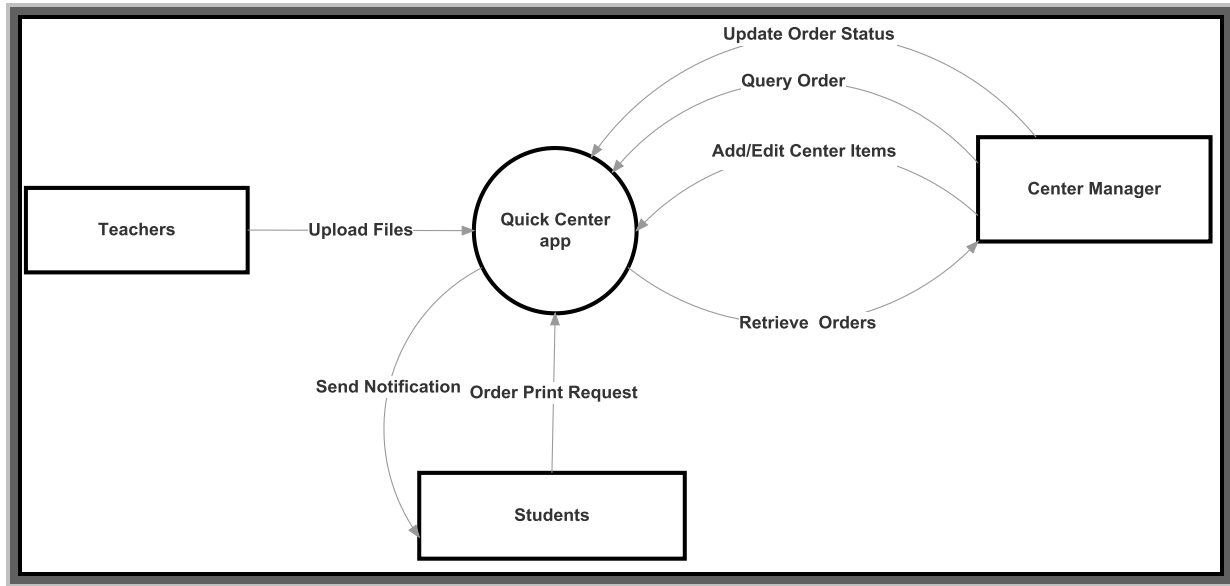 Update Order Status
Query Order
Add/Edit Center Items
Center Manager
Teachers
Upload Files
Quick Center
app
Retrieve  Orders
Send Notification
Order Print Request
Students